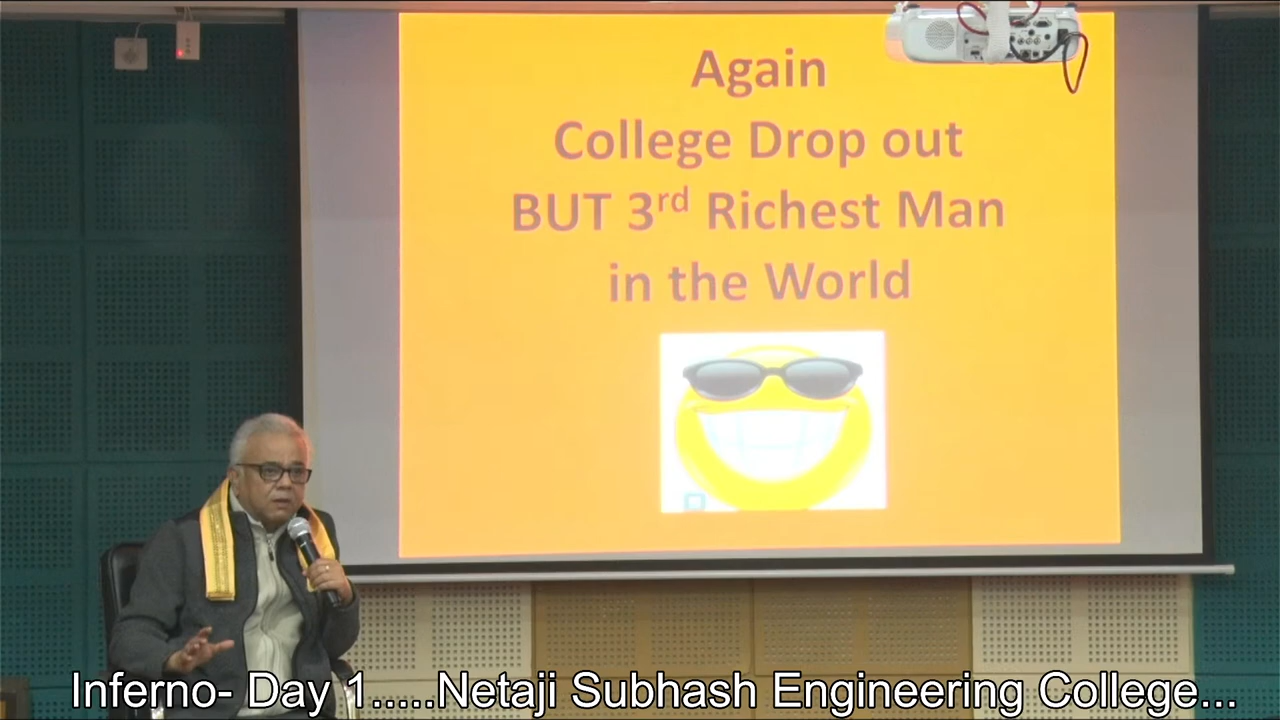 Again
College Drop out
BUT 3rd Richest Man
in the World
Inferno- Day 1.....Netaji Subhash Engineering College...